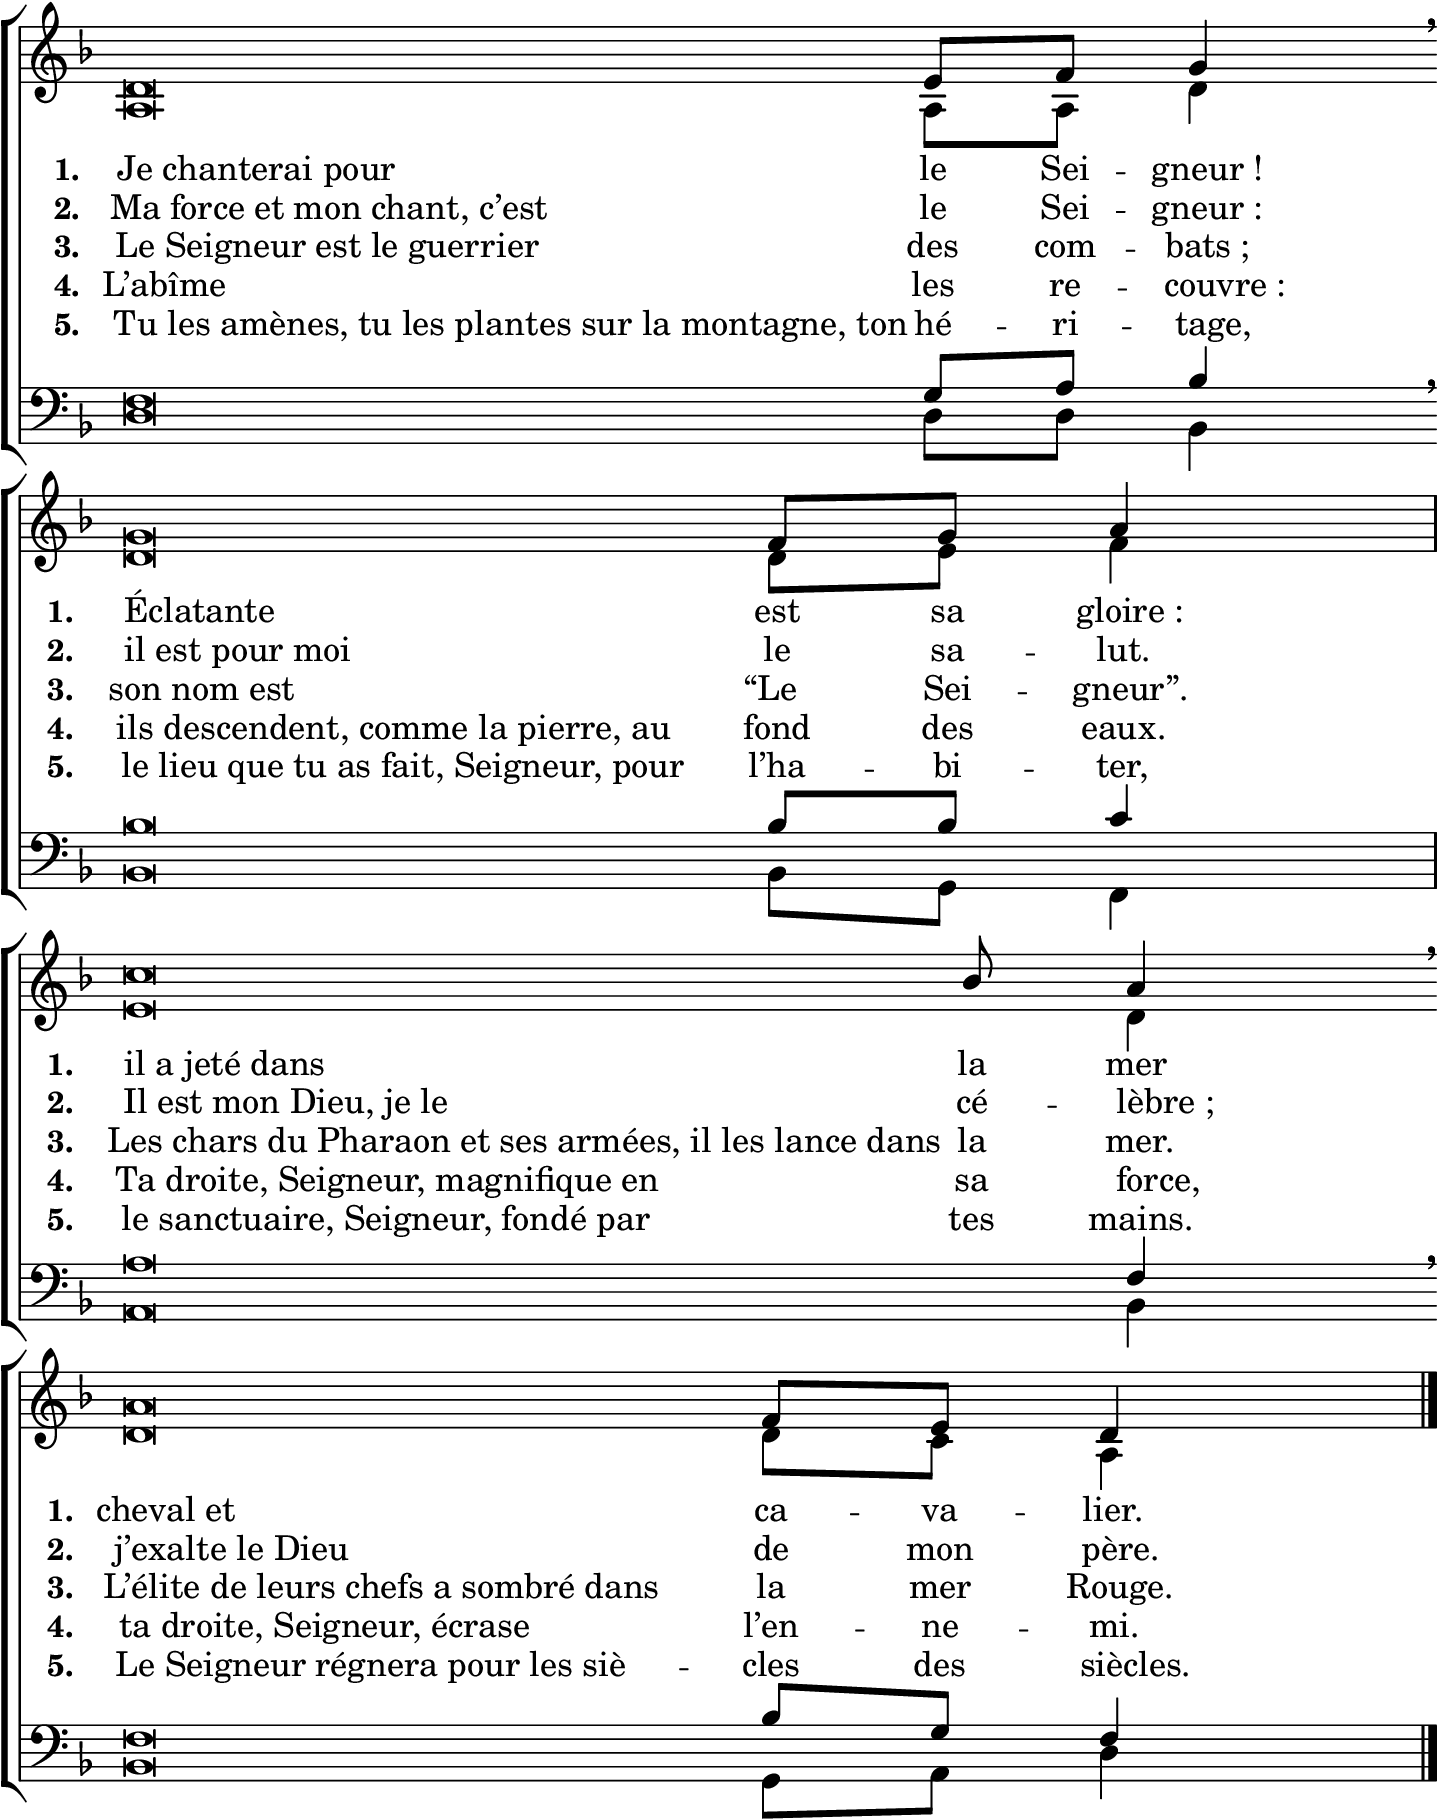 1. Je chanterai pour le Sei - gneur !
2. Ma force et mon chant, c’est le Sei - gneur :
3. Le Seigneur est le guerrier des com - bats ;
4. L’abîme les re - couvre :
5. Tu les amènes, tu les plantes sur la montagne, ton hé - ri - tage,
1. Éclatante est sa gloire :
2. il est pour moi le sa - lut.
3. son nom est “Le Sei - gneur”.
4. ils descendent, comme la pierre, au fond des eaux.
5. le lieu que tu as fait, Seigneur, pour l’ha - bi - ter,
1. il a jeté dans la mer
2. Il est mon Dieu, je le cé - lèbre ;
3. Les chars du Pharaon et ses armées, il les lance dans la mer.
4. Ta droite, Seigneur, magnifique en sa force,
5. le sanctuaire, Seigneur, fondé par tes mains.
1. cheval et ca - va - lier.
2. j’exalte le Dieu de mon père.
3. L’élite de leurs chefs a sombré dans la mer Rouge.
4. ta droite, Seigneur, écrase l’en - ne - mi.
5. Le Seigneur régnera pour les siè - cles des siècles.